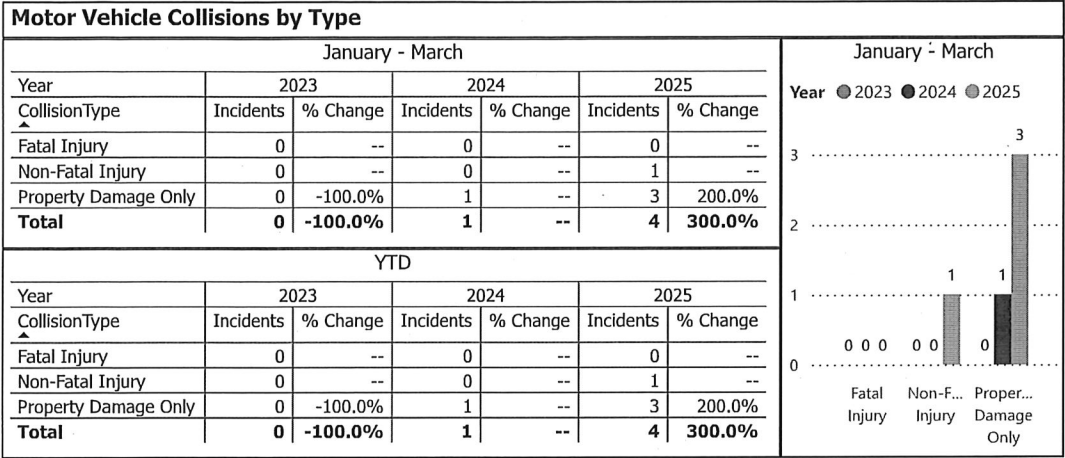 Motor Vehicle Collisions by Type
January - March
Year 2023 2024 2025
CollisionType Incidents % Change Incidents % Change Incidents % Change
Fatal Injury 0 -- 0 -- 0 --
Non-Fatal Injury 0 -- 0 -- 1 --
Property Damage Only 0 -100.0% 1 -- 3 200.0%
Total 0 -100.0% 1 -- 4 300.0%
YTD
Year 2023 2024 2025
CollisionType Incidents % Change Incidents % Change Incidents % Change
Fatal Injury 0 -- 0 -- 0 --
Non-Fatal Injury 0 -- 0 -- 1 --
Property Damage Only 0 -100.0% 1 -- 3 200.0%
Total 0 -100.0% 1 -- 4 300.0%
January - March
Year 2023 2024 2025
3
3
2
1 1 1
0 0 0 0 0 0
0
Fatal Non-F... Proper...
Injury Injury Damage
Only